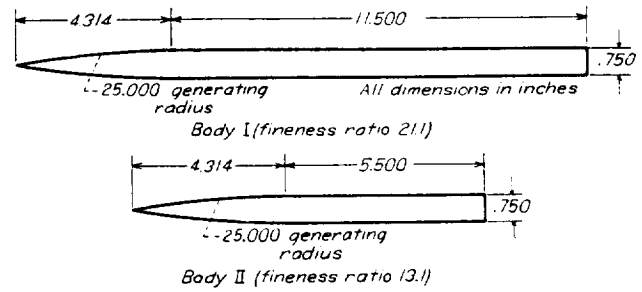 4.314 11.500
.750
25.000 generating
radius
All dimensions in inches
Body I (fineness ratio 21.1)
4.314 5.500
.750
25.000 generating
radius
Body II (fineness ratio 13.1)